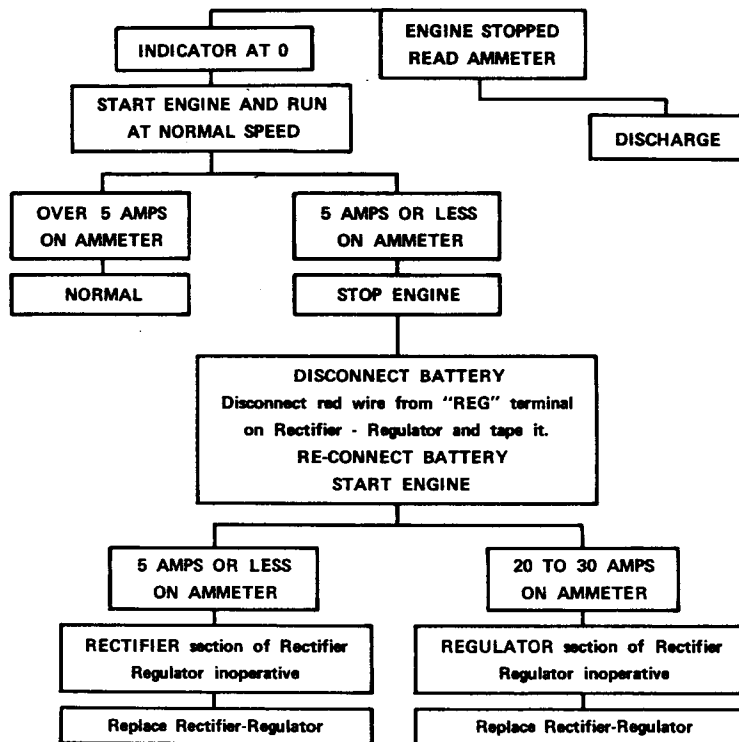 ENGINE STOPPED
READ AMMETER
INDICATOR AT 0
DISCHARGE
START ENGINE AND RUN
AT NORMAL SPEED
OVER 5 AMPS
ON AMMETER
5 AMPS OR LESS
ON AMMETER
NORMAL
STOP ENGINE
DISCONNECT BATTERY
Disconnect red wire from "REG" terminal
on Rectifier - Regulator and tape it.
RE-CONNECT BATTERY
START ENGINE
5 AMPS OR LESS
ON AMMETER
20 TO 30 AMPS
ON AMMETER
RECTIFIER section of Rectifier
Regulator inoperative
REGULATOR section of Rectifier
Regulator inoperative
Replace Rectifier-Regulator
Replace Rectifier-Regulator